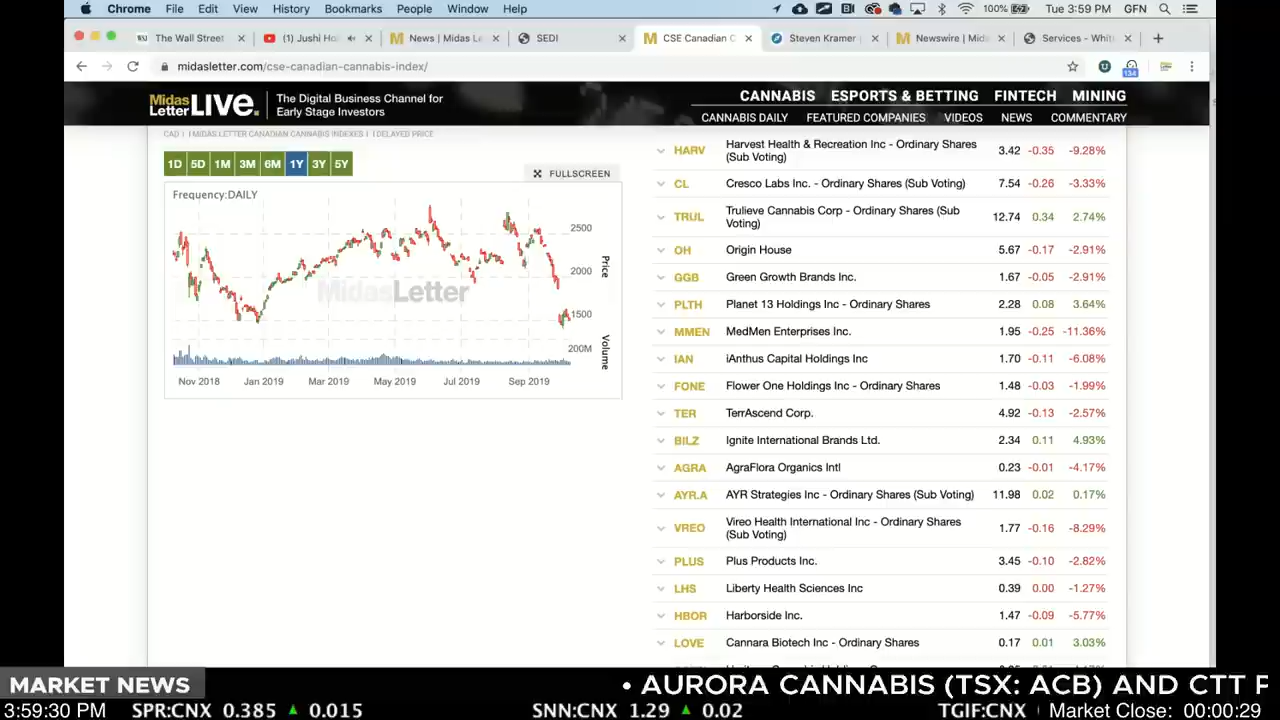 Chrome File Edit View History Bookmarks People Window Help 100% Tue 3:59 PM GFN
The Wall Street × (1) Jushi Ho × News | Midas Le × SEDI × CSE Canadian C × Steven Kramer × Newswire | Mid × Services – Whit × +
midasletter.com/cse-canadian-cannabis-index/ 134
Midas Letter LIVE.
The Digital Business Channel for
Early Stage Investors
CANNABIS ESPORTS & BETTING FINTECH MINING
CANNABIS DAILY FEATURED COMPANIES VIDEOS NEWS COMMENTARY
CAD | MIDAS LETTER CANADIAN CANNABIS INDEXES | DELAYED PRICE
1D 5D 1M 3M 6M 1Y 3Y 5Y
FULLSCREEN
Frequency:DAILY
2500
2000
1500
200M
Price
Volume
MidasLetter
Nov 2018 Jan 2019 Mar 2019 May 2019 Jul 2019 Sep 2019
HARV Harvest Health & Recreation Inc - Ordinary Shares (Sub Voting) 3.42 -0.35 -9.28%
CL Cresco Labs Inc. - Ordinary Shares (Sub Voting) 7.54 -0.26 -3.33%
TRUL Trulieve Cannabis Corp - Ordinary Shares (Sub Voting) 12.74 0.34 2.74%
OH Origin House 5.67 -0.17 -2.91%
GGB Green Growth Brands Inc. 1.67 -0.05 -2.91%
PLTH Planet 13 Holdings Inc - Ordinary Shares 2.28 0.08 3.64%
MMEN MedMen Enterprises Inc. 1.95 -0.25 -11.36%
IAN iAnthus Capital Holdings Inc 1.70 -0.11 -6.08%
FONE Flower One Holdings Inc - Ordinary Shares 1.48 -0.03 -1.99%
TER TerrAscend Corp. 4.92 -0.13 -2.57%
BILZ Ignite International Brands Ltd. 2.34 0.11 4.93%
AGRA AgraFlora Organics Intl 0.23 -0.01 -4.17%
AYR.A AYR Strategies Inc - Ordinary Shares (Sub Voting) 11.98 0.02 0.17%
VREO Vireo Health International Inc - Ordinary Shares (Sub Voting) 1.77 -0.16 -8.29%
PLUS Plus Products Inc. 3.45 -0.10 -2.82%
LHS Liberty Health Sciences Inc 0.39 0.00 -1.27%
HBOR Harborside Inc. 1.47 -0.09 -5.77%
LOVE Cannara Biotech Inc - Ordinary Shares 0.17 0.01 3.03%
MARKET NEWS • AURORA CANNABIS (TSX: ACB) AND CTT
3:59:30 PM SPR:CNX 0.385 ▲ 0.015 SNN:CNX 1.29 ▲ 0.02 TGIF:CNX Market Close: 00:00:29